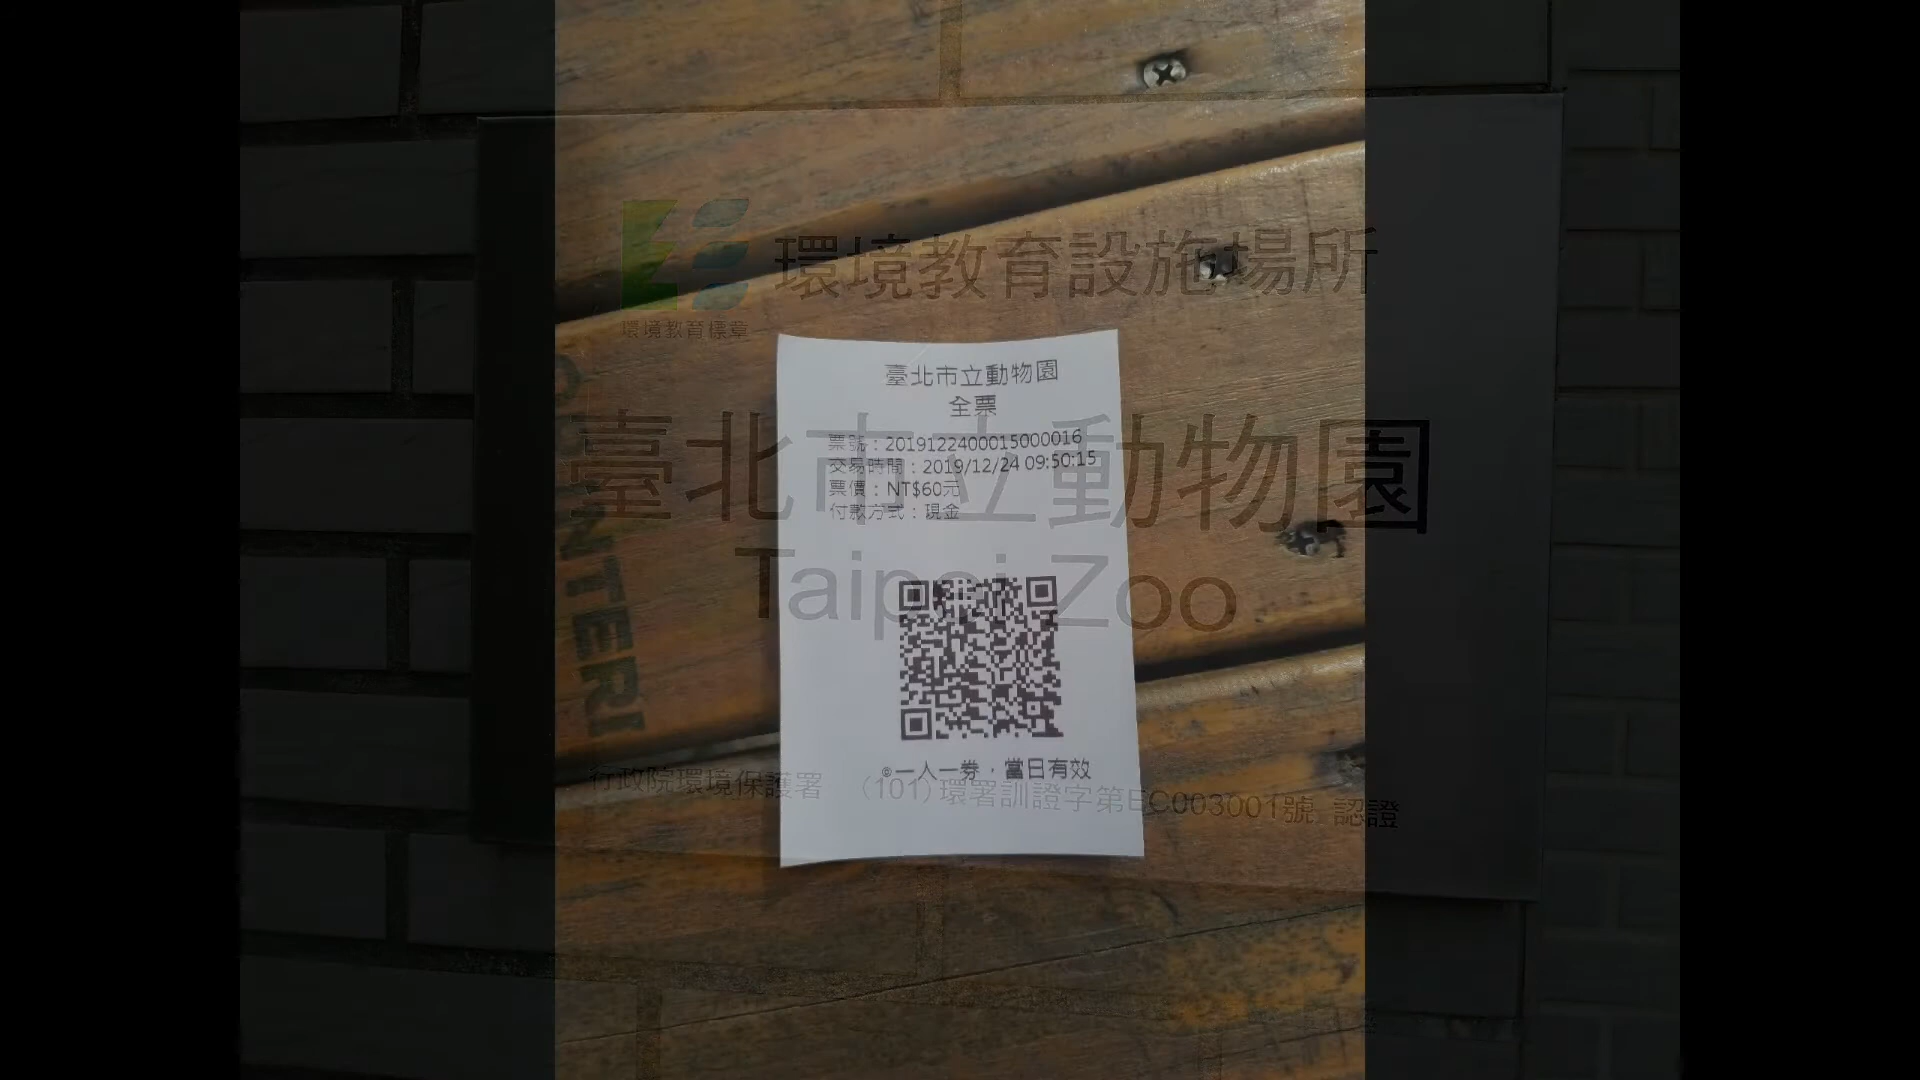 環境教育設施場所
環境教育標章
臺北市立動物園
Taipei Zoo
行政院環境保護署 (101)環署訓證字第EC003001號 認證
臺北市立動物園
全票
票號：2019122400015000016
交易時間：2019/12/24 09:50:15
票價：NT$60元
付款方式：現金
◎一人一券，當日有效